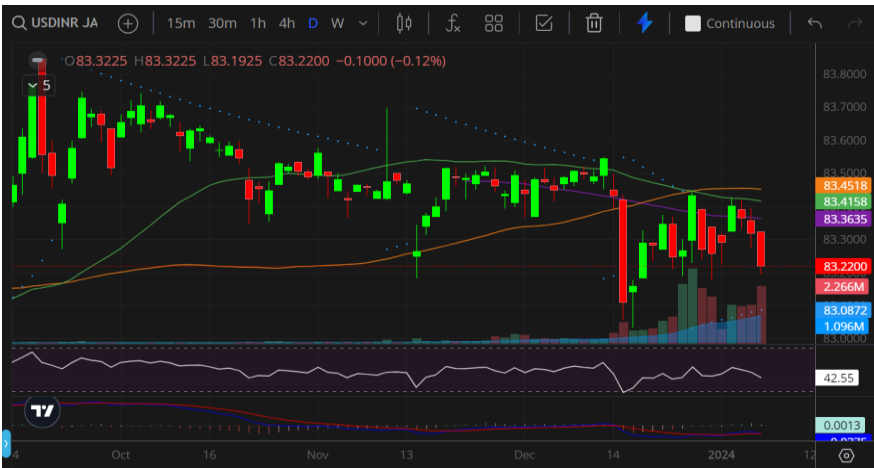 USDINR JA 15m 30m 1h 4h D W Continuous
O83.3225 H83.3225 L83.1925 C83.2200 −0.1000 (−0.12%)
5
83.8000
83.7000
83.6000
83.5000
83.4518
83.4158
83.3635
83.3000
83.2200
2.266M
83.0872
1.096M
83.0000
42.55
0.0013
4 Oct 16 Nov 13 Dec 14 2024 12